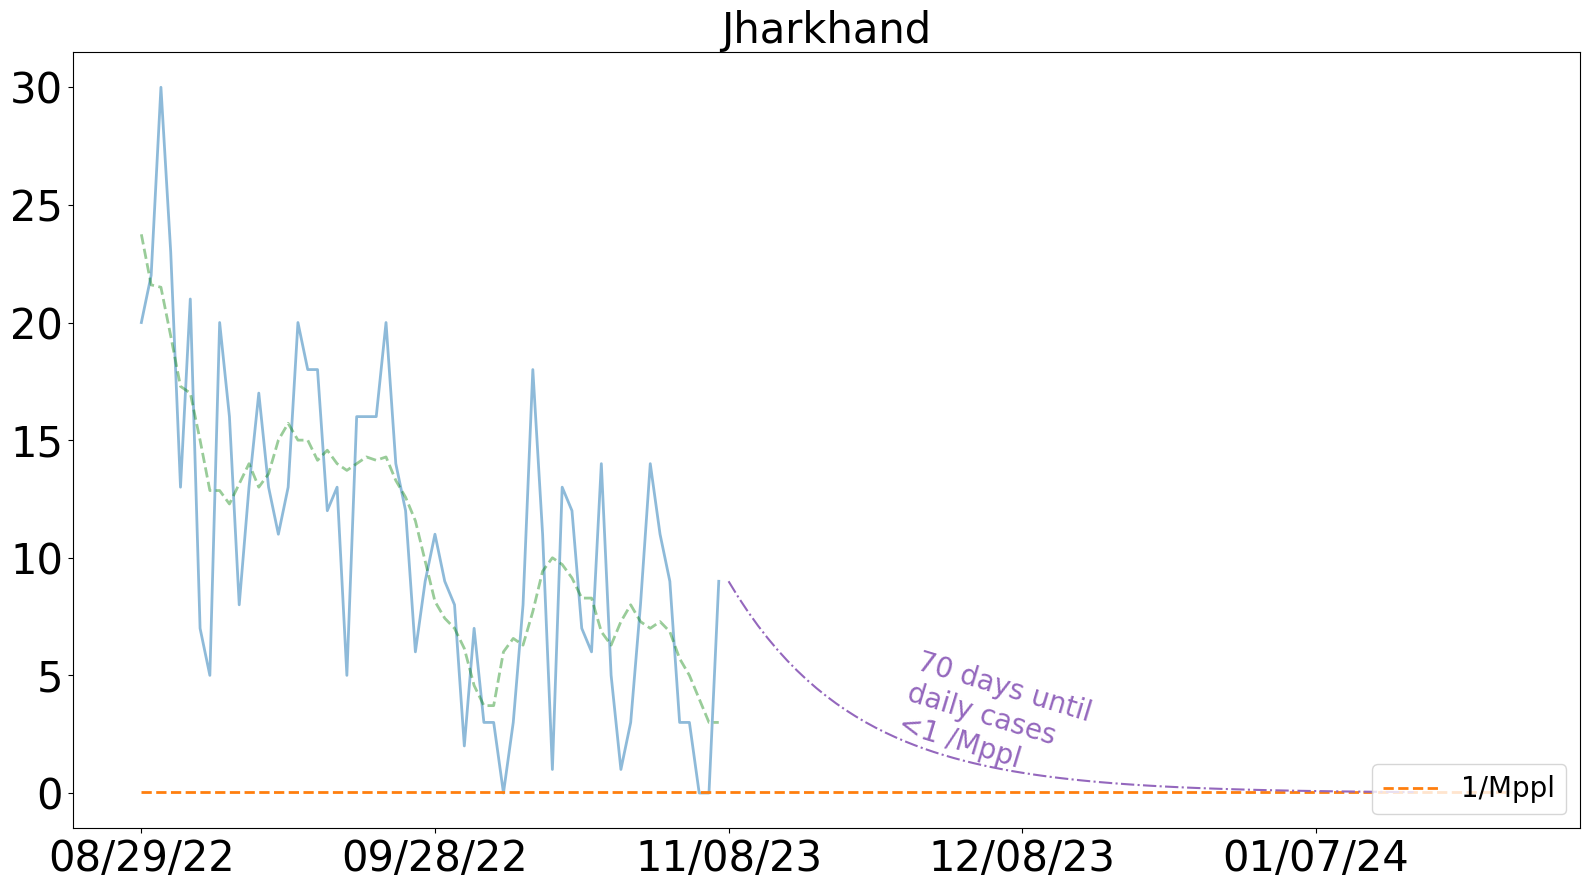 Jharkhand
30
25
20
15
10
5
0
70 days until
daily cases
<1 /Mppl
1/Mppl
08/29/22
09/28/22
11/08/23
12/08/23
01/07/24